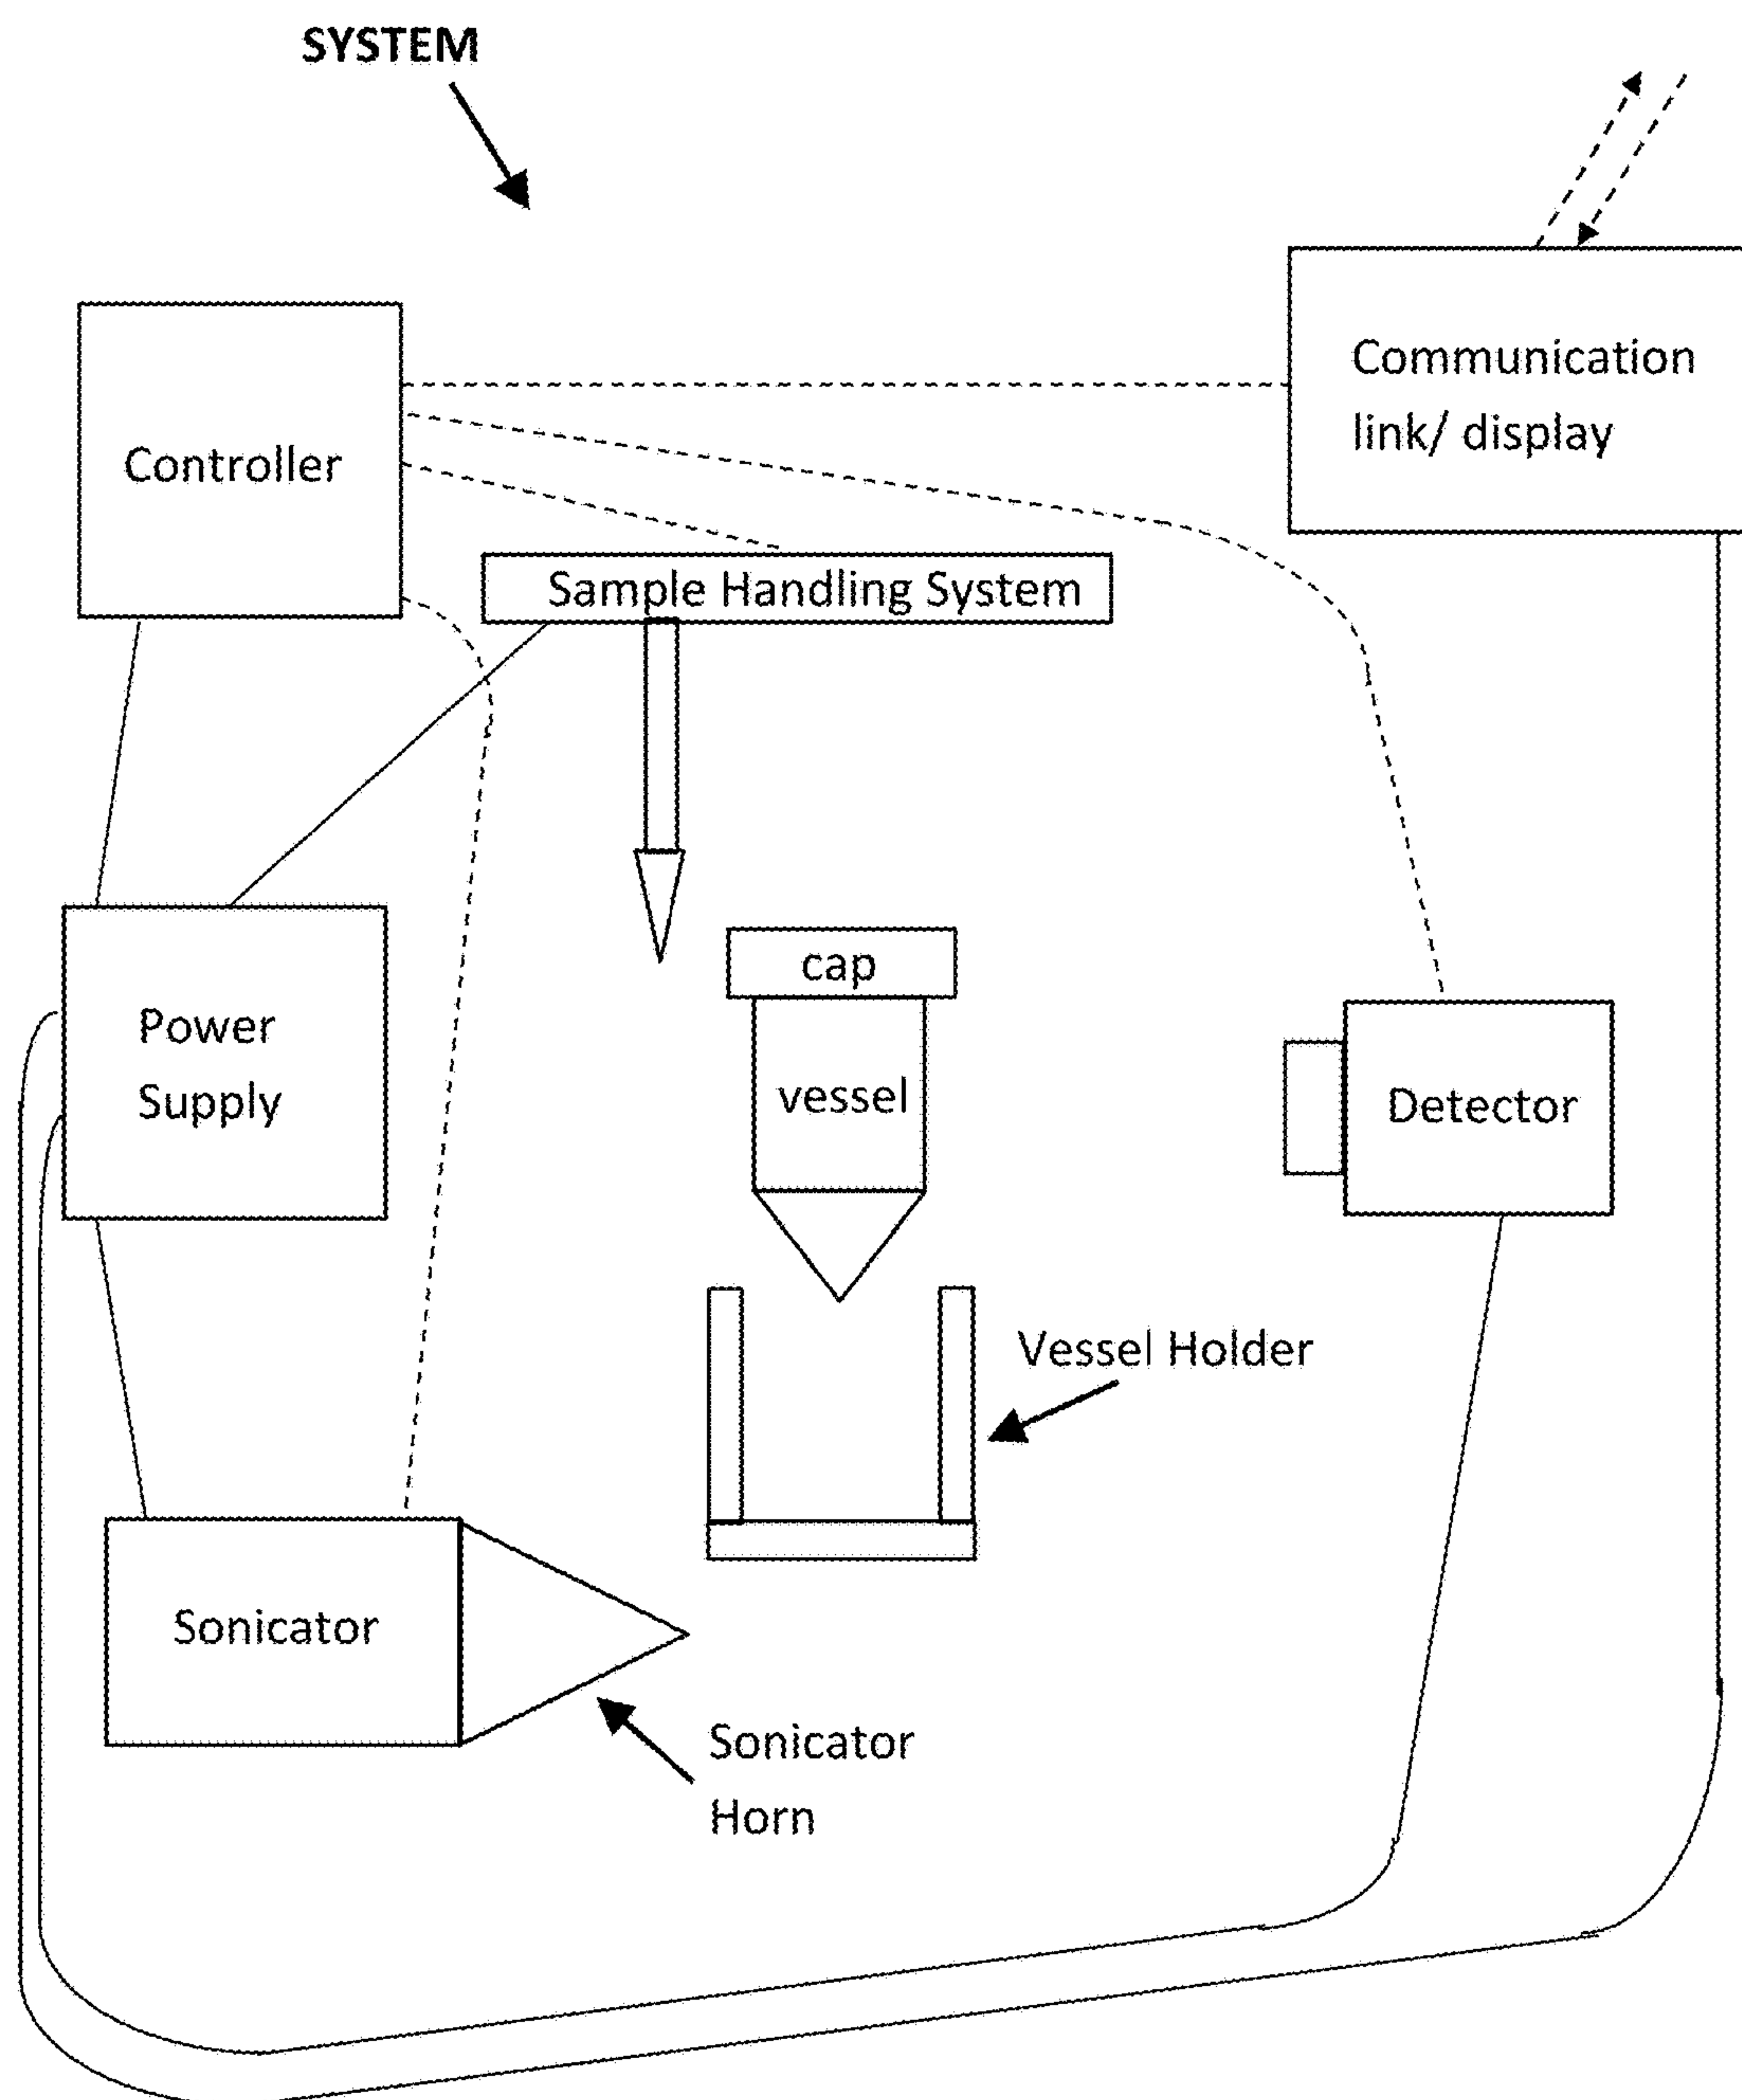 SYSTEM
Communication
link/ display
Controller
Sample Handling System
cap
Power
Supply
vessel
Detector
Vessel Holder
Sonicator
Sonicator
Horn